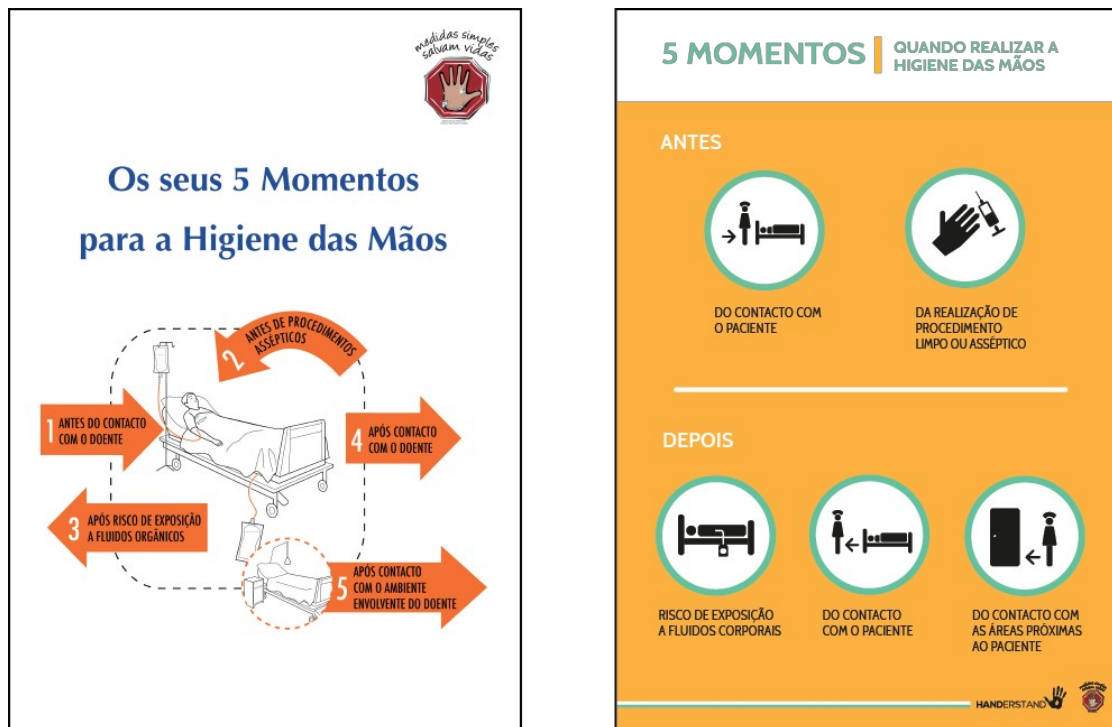 medidas simples
salvam vidas
Os seus 5 Momentos
para a Higiene das Mãos
2
ANTES DE PROCEDIMENTOS
ASSÉPTICOS
1
ANTES DO CONTACTO
COM O DOENTE
4
APÓS CONTACTO
COM O DOENTE
3
APÓS RISCO DE EXPOSIÇÃO
A FLUIDOS ORGÂNICOS
5
APÓS CONTACTO
COM O AMBIENTE
ENVOLVENTE DO DOENTE
5 MOMENTOS
QUANDO REALIZAR A
HIGIENE DAS MÃOS
ANTES
DO CONTACTO COM
O PACIENTE
DA REALIZAÇÃO DE
PROCEDIMENTO
LIMPO OU ASSÉPTICO
DEPOIS
RISCO DE EXPOSIÇÃO
A FLUIDOS CORPORAIS
DO CONTACTO
COM O PACIENTE
DO CONTACTO COM
AS ÁREAS PRÓXIMAS
AO PACIENTE
HANDERSTAND
medidas simples
salvam vidas